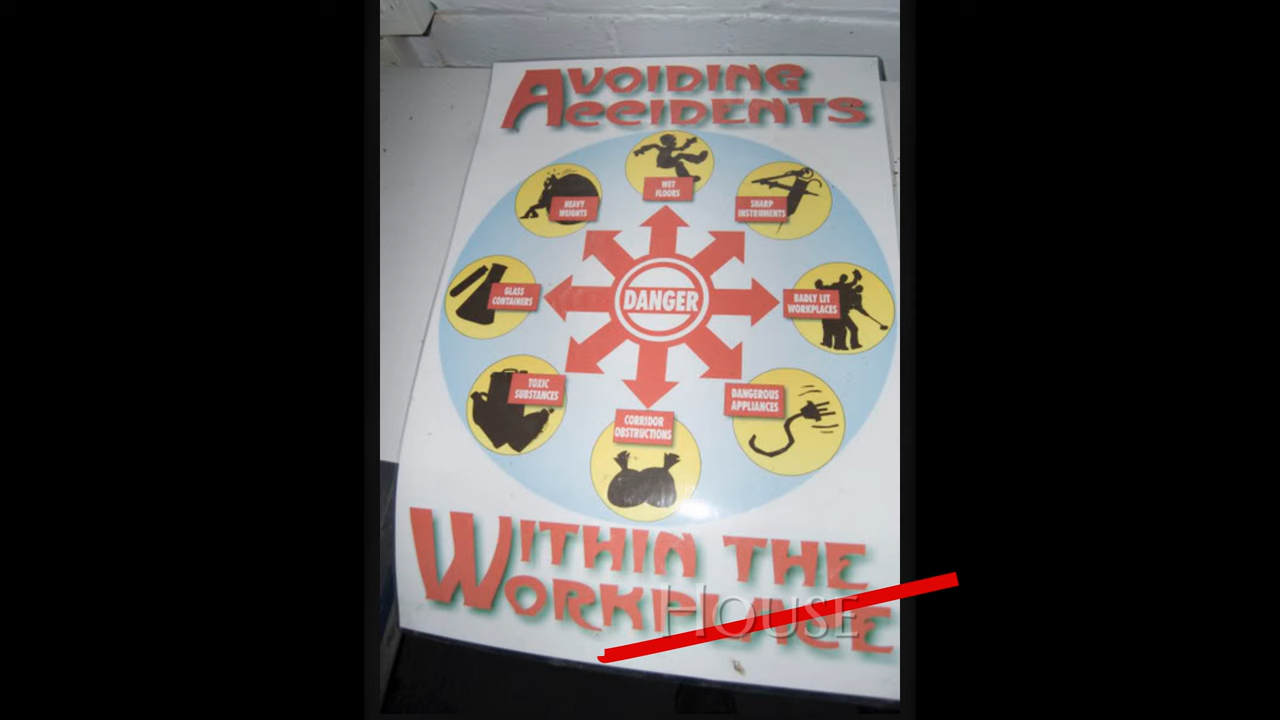 AVOIDING
ACCIDENTS
WET
FLOORS
HEAVY
WEIGHTS
SHARP
INSTRUMENTS
GLASS
CONTAINERS
DANGER
BADLY LIT
WORKPLACES
TOXIC
SUBSTANCES
DANGEROUS
APPLIANCES
CORRIDOR
OBSTRUCTIONS
WITHIN THE
WORKPLACE
HOUSE